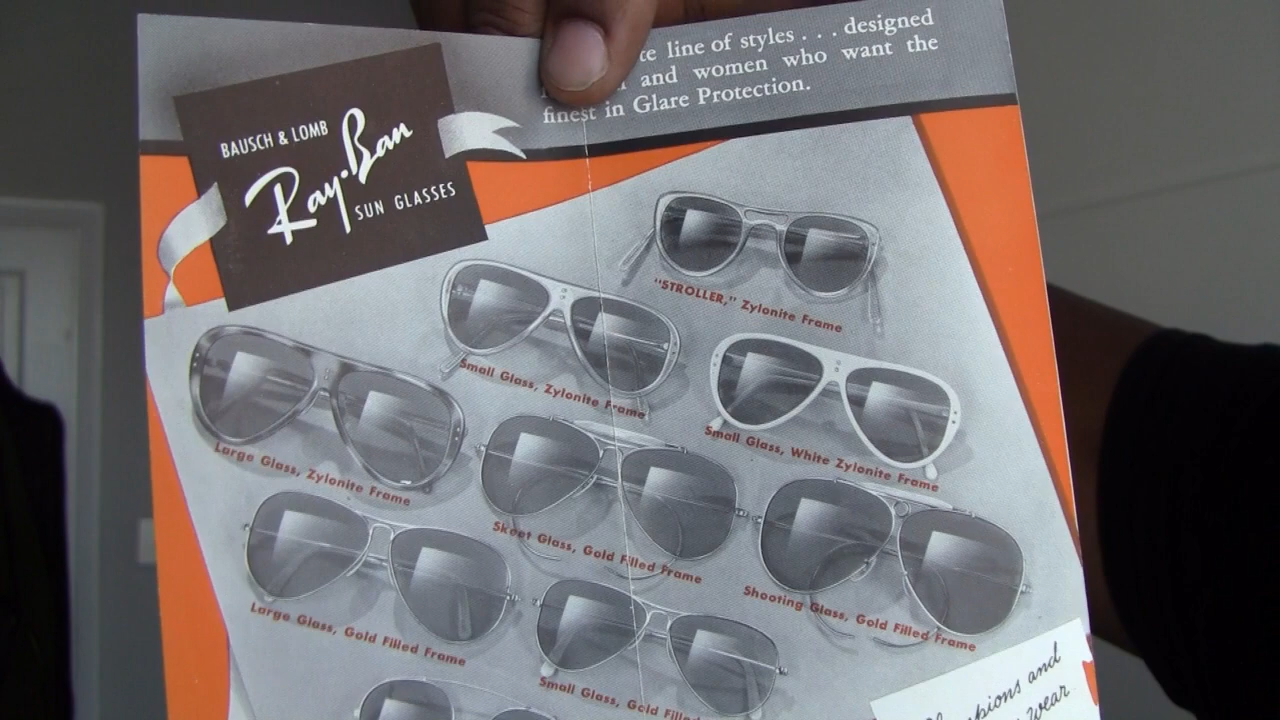 te line of styles . . . designed
and women who want the
finest in Glare Protection.
BAUSCH & LOMB
Ray-Ban
SUN GLASSES
"STROLLER," Zylonite Frame
Small Glass, Zylonite Frame
Small Glass, White Zylonite Frame
Large Glass, Zylonite Frame
Skeet Glass, Gold Filled Frame
Shooting Glass, Gold Filled Frame
Large Glass, Gold Filled Frame
Small Glass, Gold Filled
pions and
wear